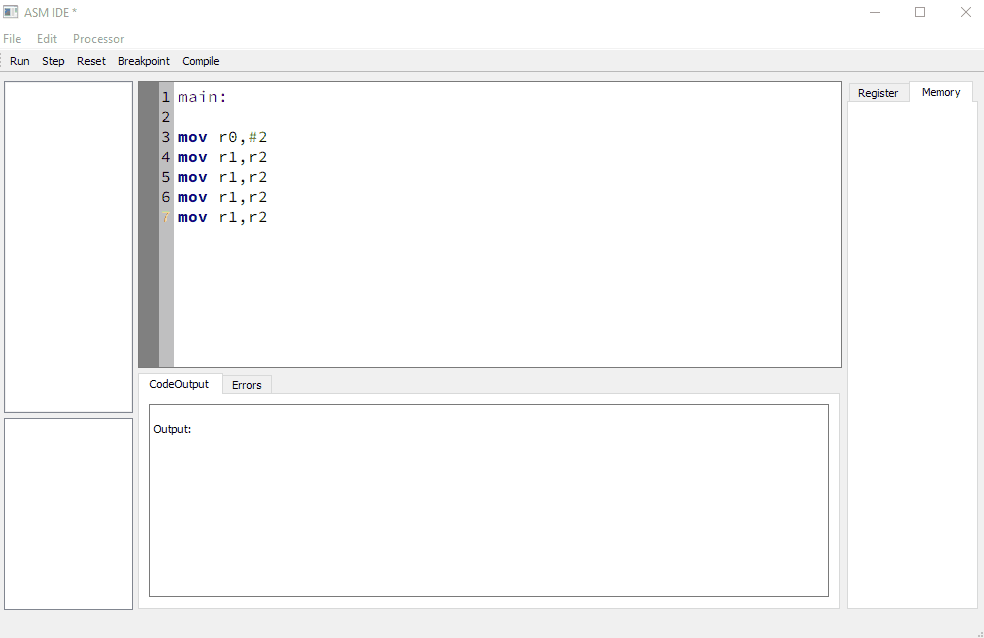 ASM IDE *
File Edit Processor
Run Step Reset Breakpoint Compile
1 main:
2
3 mov r0,#2
4 mov r1,r2
5 mov r1,r2
6 mov r1,r2
7 mov r1,r2
Register Memory
CodeOutput Errors
Output: